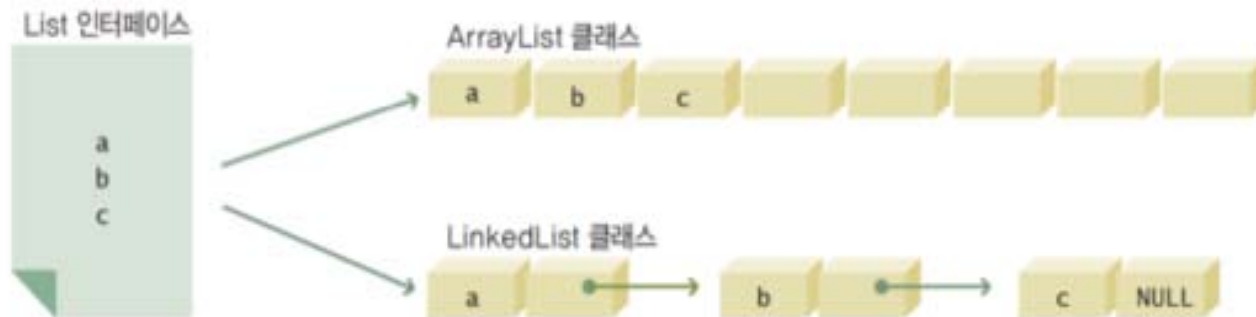 List 인터페이스
a
b
c
ArrayList 클래스
a b c
LinkedList 클래스
a b c NULL